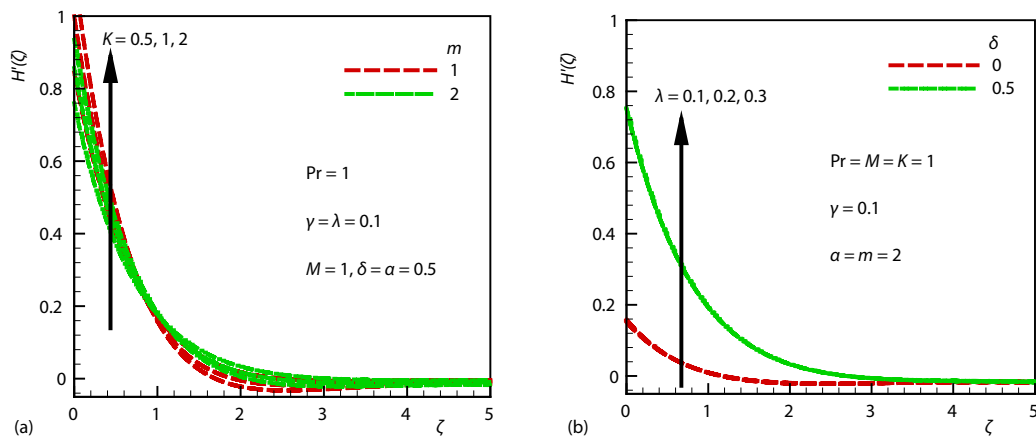 1
0.8
0.6
0.4
0.2
0
H'(ζ)
K = 0.5, 1, 2
m
1
2
Pr = 1
γ = λ = 0.1
M = 1, δ = α = 0.5
0 1 2 3 4 5
ζ
(a)
1
0.8
0.6
0.4
0.2
0
H'(ζ)
δ
0
0.5
λ = 0.1, 0.2, 0.3
Pr = M = K = 1
γ = 0.1
α = m = 2
0 1 2 3 4 5
ζ
(b)